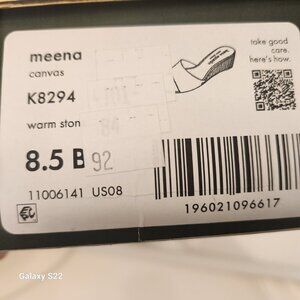 meena
canvas
K8294
warm ston
8.5 B 92
11006141 US08
take good
care.
here's how.
196021096617
Galaxy S22